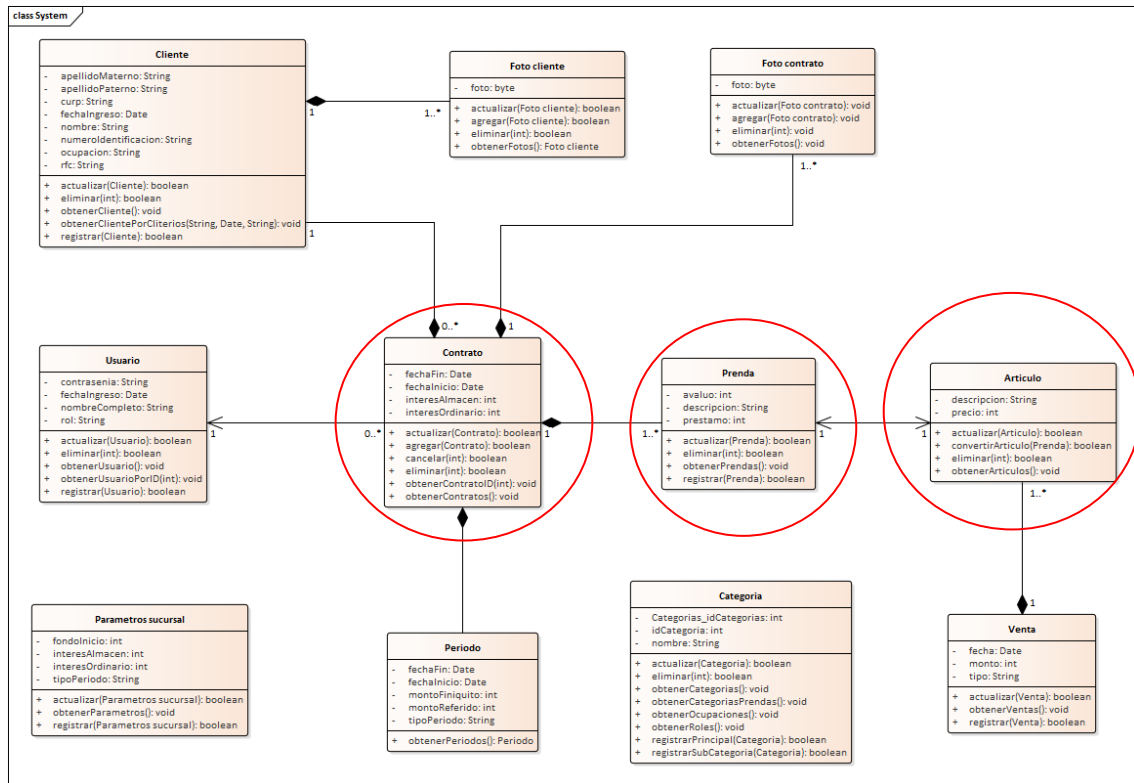 class System
Cliente
- apellidoMaterno: String
- apellidoPaterno: String
- curp: String
- fechaIngreso: Date
- nombre: String
- numeroIdentificacion: String
- ocupacion: String
- rfc: String
+ actualizar(Cliente): boolean
+ eliminar(int): boolean
+ obtenerCliente(): void
+ obtenerClientePorCliterios(String, Date, String): void
+ registrar(Cliente): boolean
1
1..*
1
Foto cliente
- foto: byte
+ actualizar(Foto cliente): boolean
+ agregar(Foto cliente): boolean
+ eliminar(int): boolean
+ obtenerFotos(): Foto cliente
Foto contrato
- foto: byte
+ actualizar(Foto contrato): void
+ agregar(Foto contrato): void
+ eliminar(int): void
+ obtenerFotos(): void
1..*
0..*
1
Usuario
- contrasenia: String
- fechaIngreso: Date
- nombreCompleto: String
- rol: String
+ actualizar(Usuario): boolean
+ eliminar(int): boolean
+ obtenerUsuario(): void
+ obtenerUsuarioPorID(int): void
+ registrar(Usuario): boolean
1
0..*
Contrato
- fechaFin: Date
- fechaInicio: Date
- interesAlmacen: int
- interesOrdinario: int
+ actualizar(Contrato): boolean
+ agregar(Contrato): boolean
+ cancelar(int): boolean
+ eliminar(int): boolean
+ obtenerContratoID(int): void
+ obtenerContratos(): void
1
1..*
Prenda
- avaluo: int
- descripcion: String
- prestamo: int
+ actualizar(Prenda): boolean
+ eliminar(int): boolean
+ obtenerPrendas(): void
+ registrar(Prenda): boolean
1
1
Articulo
- descripcion: String
- precio: int
+ actualizar(Articulo): boolean
+ convertirArticulo(Prenda): boolean
+ eliminar(int): boolean
+ obtenerArticulos(): void
1..*
1
Parametros sucursal
- fondoInicio: int
- interesAlmacen: int
- interesOrdinario: int
- tipoPeriodo: String
+ actualizar(Parametros sucursal): boolean
+ obtenerParametros(): void
+ registrar(Parametros sucursal): boolean
Periodo
- fechaFin: Date
- fechaInicio: Date
- montoFiniquito: int
- montoReferido: int
- tipoPeriodo: String
+ obtenerPeriodos(): Periodo
Categoria
- Categorias_idCategorias: int
- idCategoria: int
- nombre: String
+ actualizar(Categoria): boolean
+ eliminar(int): boolean
+ obtenerCategorias(): void
+ obtenerCategoriasPrendas(): void
+ obtenerOcupaciones(): void
+ obtenerRoles(): void
+ registrarPrincipal(Categoria): boolean
+ registrarSubCategoria(Categoria): boolean
Venta
- fecha: Date
- monto: int
- tipo: String
+ actualizar(Venta): boolean
+ obtenerVentas(): void
+ registrar(Venta): boolean